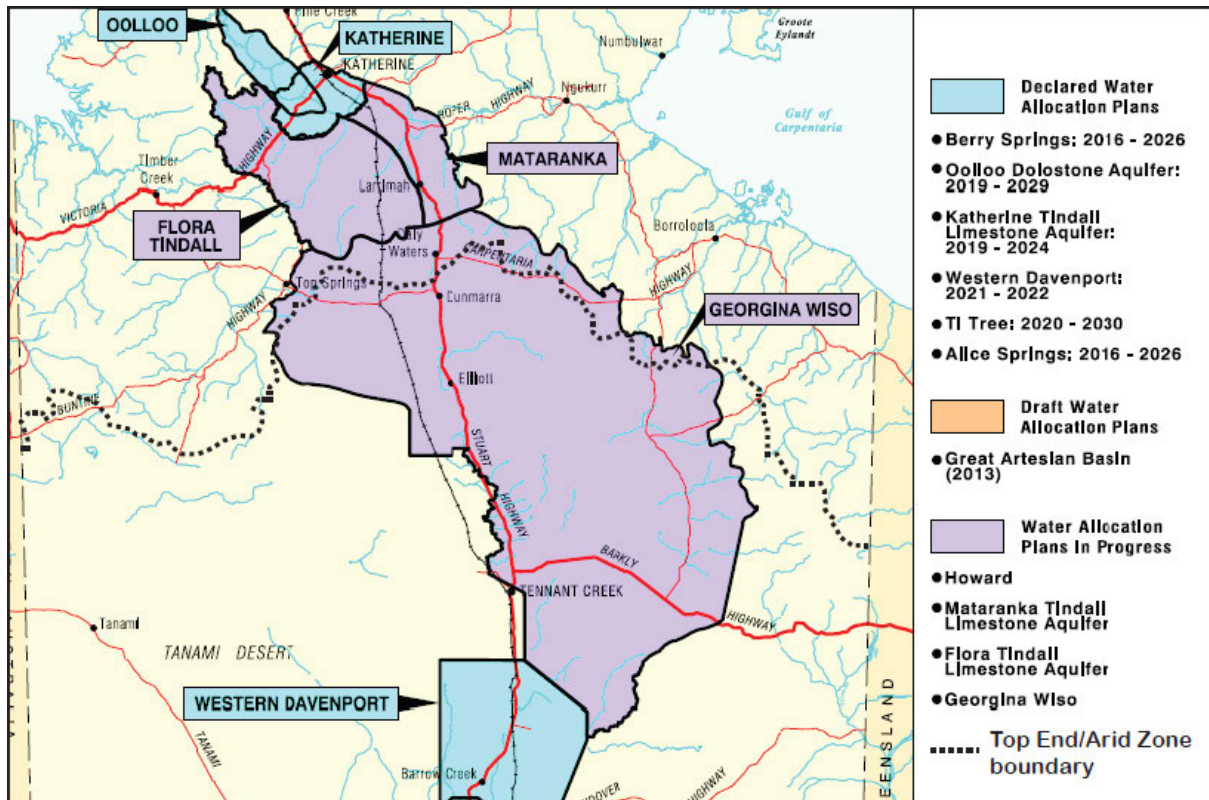 OOLLOO
Pine Creek
KATHERINE
KATHERINE
Groote
Eylandt
Numbulwar
Ngukurr
ROPER HIGHWAY
Gulf of
Carpentaria
MATARANKA
HIGHWAY
Timber
Creek
VICTORIA
Larrimah
FLORA
TINDALL
Borroloola
Daly
Waters
CARPENTARIA
HIGHWAY
Top Springs
Dunmarra
HIGHWAY
GEORGINA WISO
BUNTINE
Elliott
STUART
HIGHWAY
BARKLY
HIGHWAY
TENNANT CREEK
Tanami
TANAMI DESERT
WESTERN DAVENPORT
TANAMI
Barrow Creek
EENSLAND
Declared Water
Allocation Plans
●Berry Springs: 2016 - 2026
●Oolloo Dolostone Aquifer:
2019 - 2029
●Katherine Tindall
Limestone Aquifer:
2019 - 2024
●Western Davenport:
2021 - 2022
●Ti Tree: 2020 - 2030
●Alice Springs: 2016 - 2026
Draft Water
Allocation Plans
●Great Artesian Basin
(2013)
Water Allocation
Plans In Progress
●Howard
●Mataranka Tindall
Limestone Aquifer
●Flora Tindall
Limestone Aquifer
●Georgina Wiso
Top End/Arid Zone
boundary